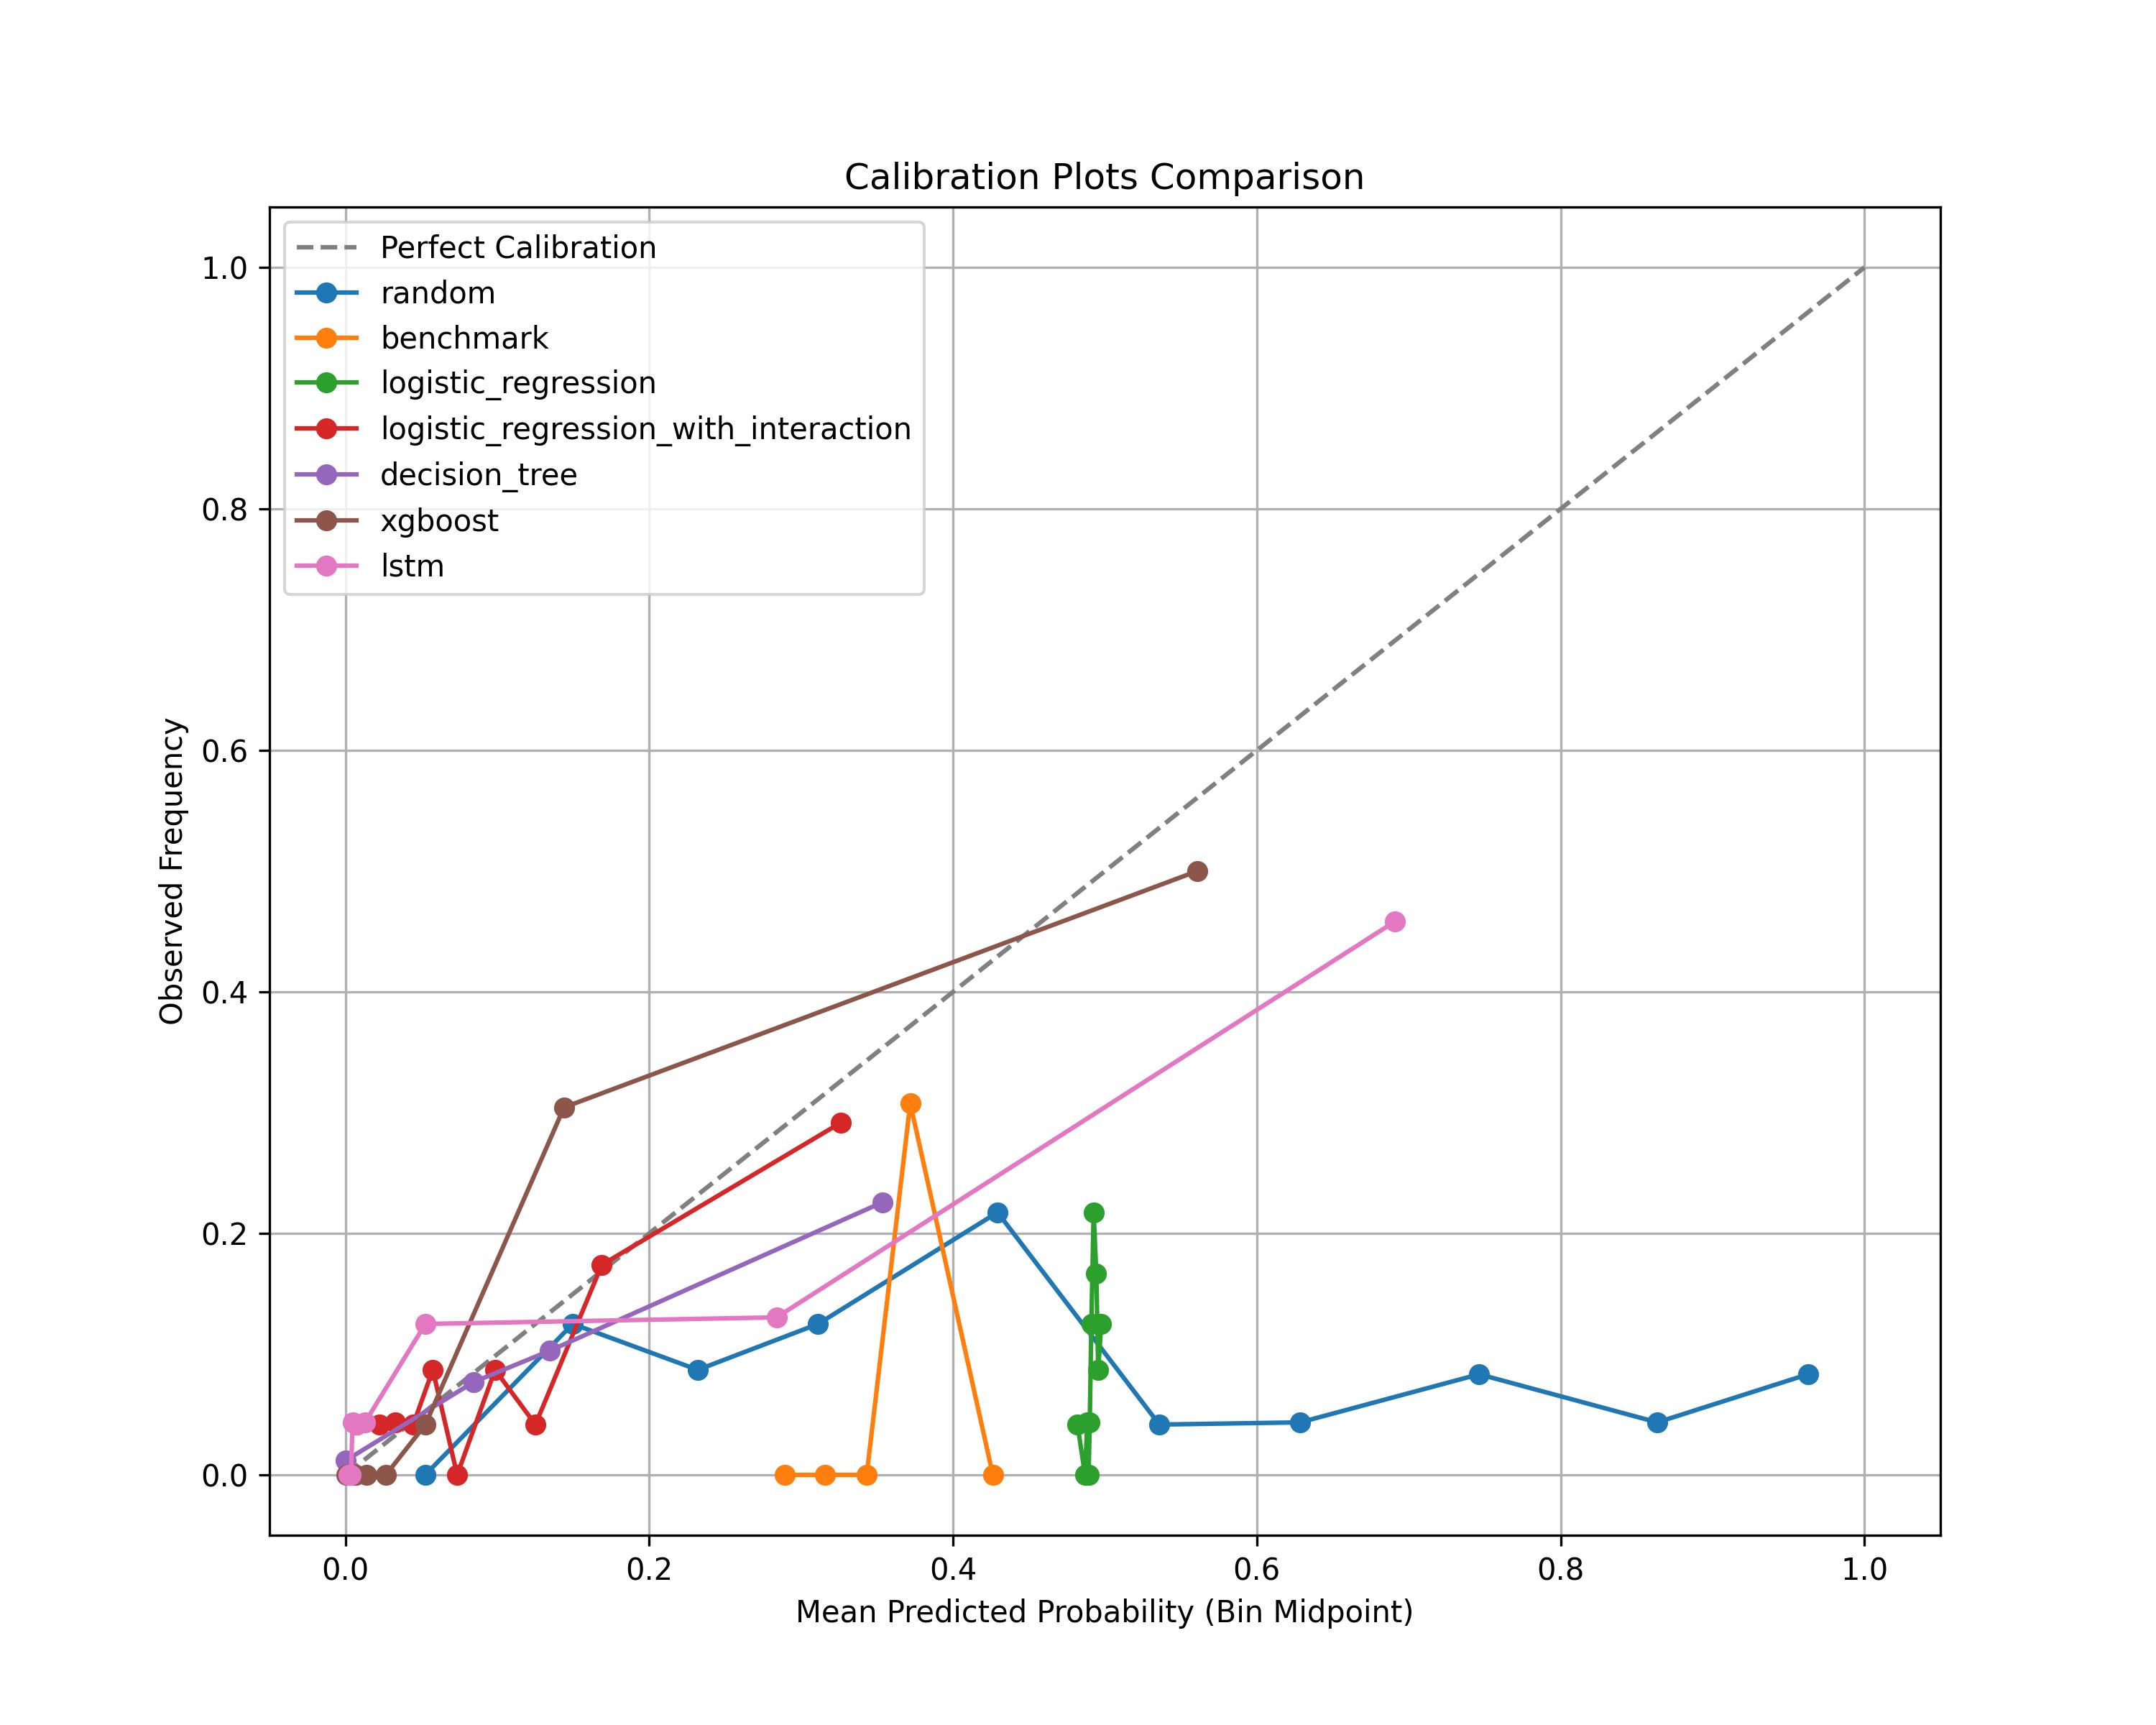 Calibration Plots Comparison
Perfect Calibration
random
benchmark
logistic_regression
logistic_regression_with_interaction
decision_tree
xgboost
lstm
1.0
0.8
0.6
0.4
0.2
0.0
Observed Frequency
0.0 0.2 0.4 0.6 0.8 1.0
Mean Predicted Probability (Bin Midpoint)